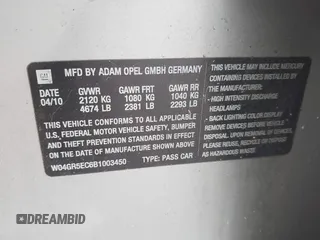 GM
MFD BY ADAM OPEL GMBH GERMANY
GVWR GAWR FRT GAWR RR
04/10 2120 KG 1080 KG 1040 KG
4674 LB 2381 LB 2293 LB
THIS VEHICLE CONFORMS TO ALL APPLICABLE
U.S. FEDERAL MOTOR VEHICLE SAFETY, BUMPER
AND THEFT PREVENTION STANDARDS IN EFFECT
ON THE DATE OF MANUFACTURE SHOWN ABOVE.
W04GR5EC6B1003450 TYPE: PASS CAR
THIS VEHICLE MAY INCLUDE MERCURY
CONTAINING DEVICES INSTALLED BY
THE MANUFACTURER:
- HIGH INTENSITY DISCHARGE
HEADLAMPS
- BACK LIGHTING COLOR DISPLAY
REMOVE DEVICES BEFORE VEHICLE
DISPOSAL. UPON REMOVAL OF DEVICES
PLEASE REUSE, RECYCLE OR DISPOSE
AS HAZARDOUS WASTE
DREAMBID